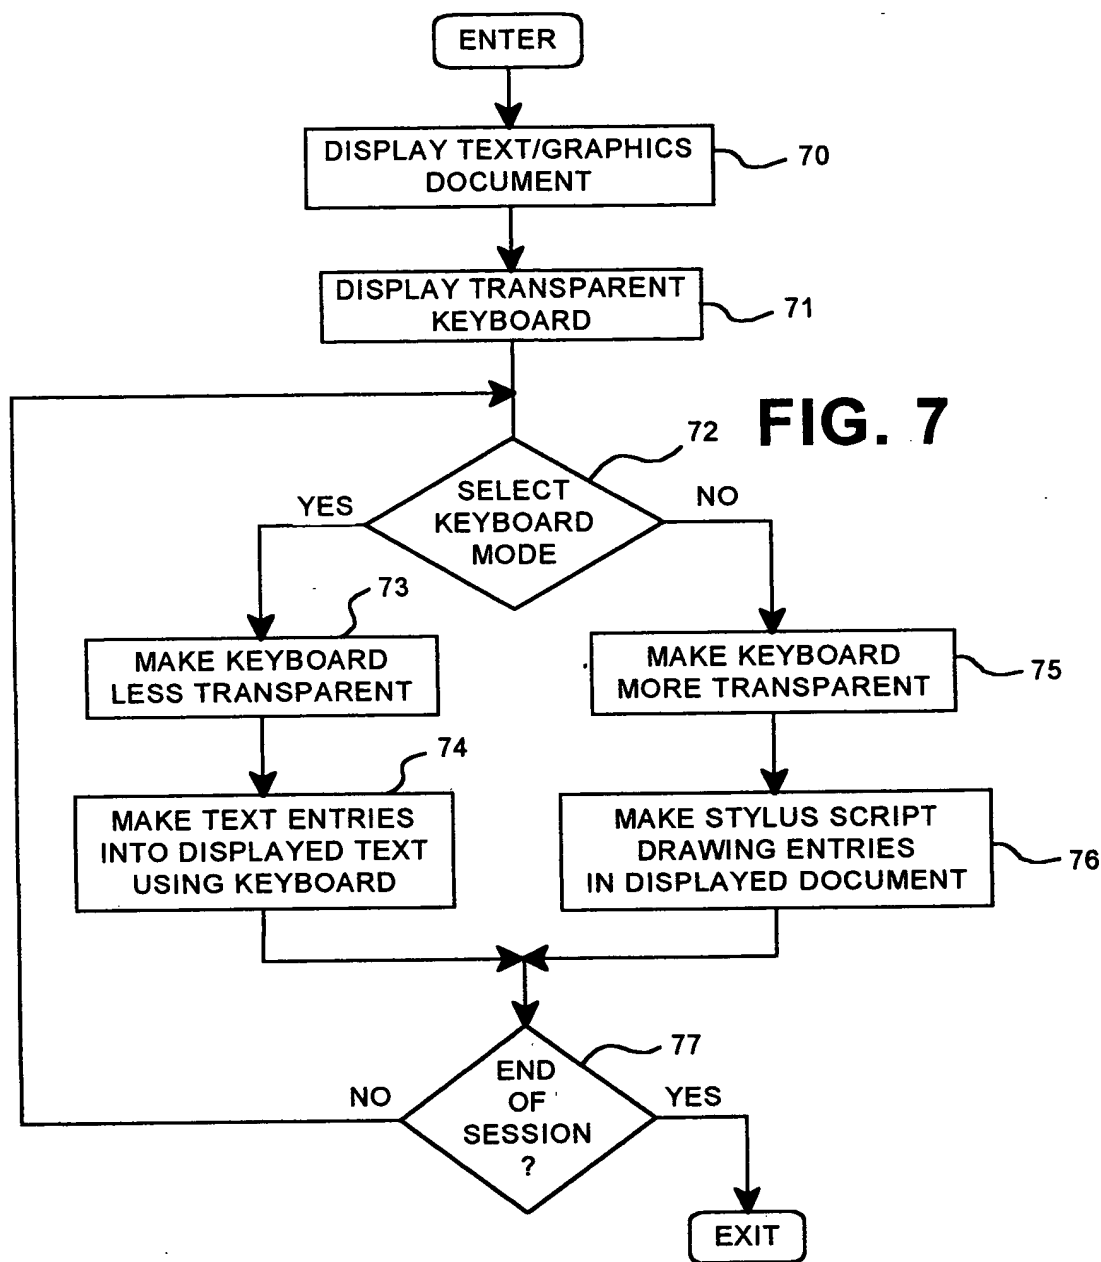 ENTER
DISPLAY TEXT/GRAPHICS
DOCUMENT
70
DISPLAY TRANSPARENT
KEYBOARD
71
FIG. 7
72
SELECT
KEYBOARD
MODE
YES
NO
73
MAKE KEYBOARD
LESS TRANSPARENT
MAKE KEYBOARD
MORE TRANSPARENT
75
74
MAKE TEXT ENTRIES
INTO DISPLAYED TEXT
USING KEYBOARD
MAKE STYLUS SCRIPT
DRAWING ENTRIES
IN DISPLAYED DOCUMENT
76
77
END
OF
SESSION
?
NO
YES
EXIT